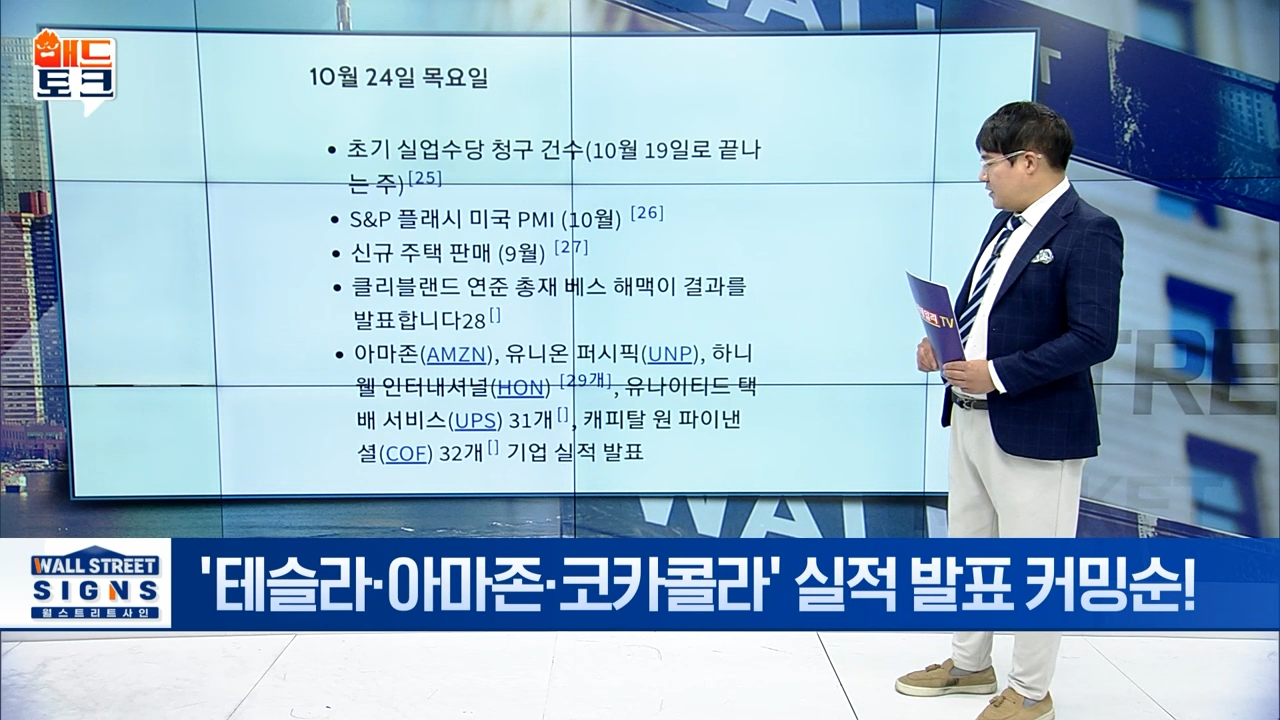 매드
토크
10월 24일 목요일
• 초기 실업수당 청구 건수(10월 19일로 끝나
는 주)[25]
• S&P 플래시 미국 PMI (10월) [26]
• 신규 주택 판매 (9월) [27]
• 클리블랜드 연준 총재 베스 해맥이 결과를
발표합니다28[]
• 아마존(AMZN), 유니온 퍼시픽(UNP), 하니
웰 인터내셔널(HON) [29개], 유나이티드 택
배 서비스(UPS) 31개[], 캐피탈 원 파이낸
셜(COF) 32개[] 기업 실적 발표
TV
WALL STREET
SIGNS
월스트리트사인
'테슬라·아마존·코카콜라' 실적 발표 커밍순!